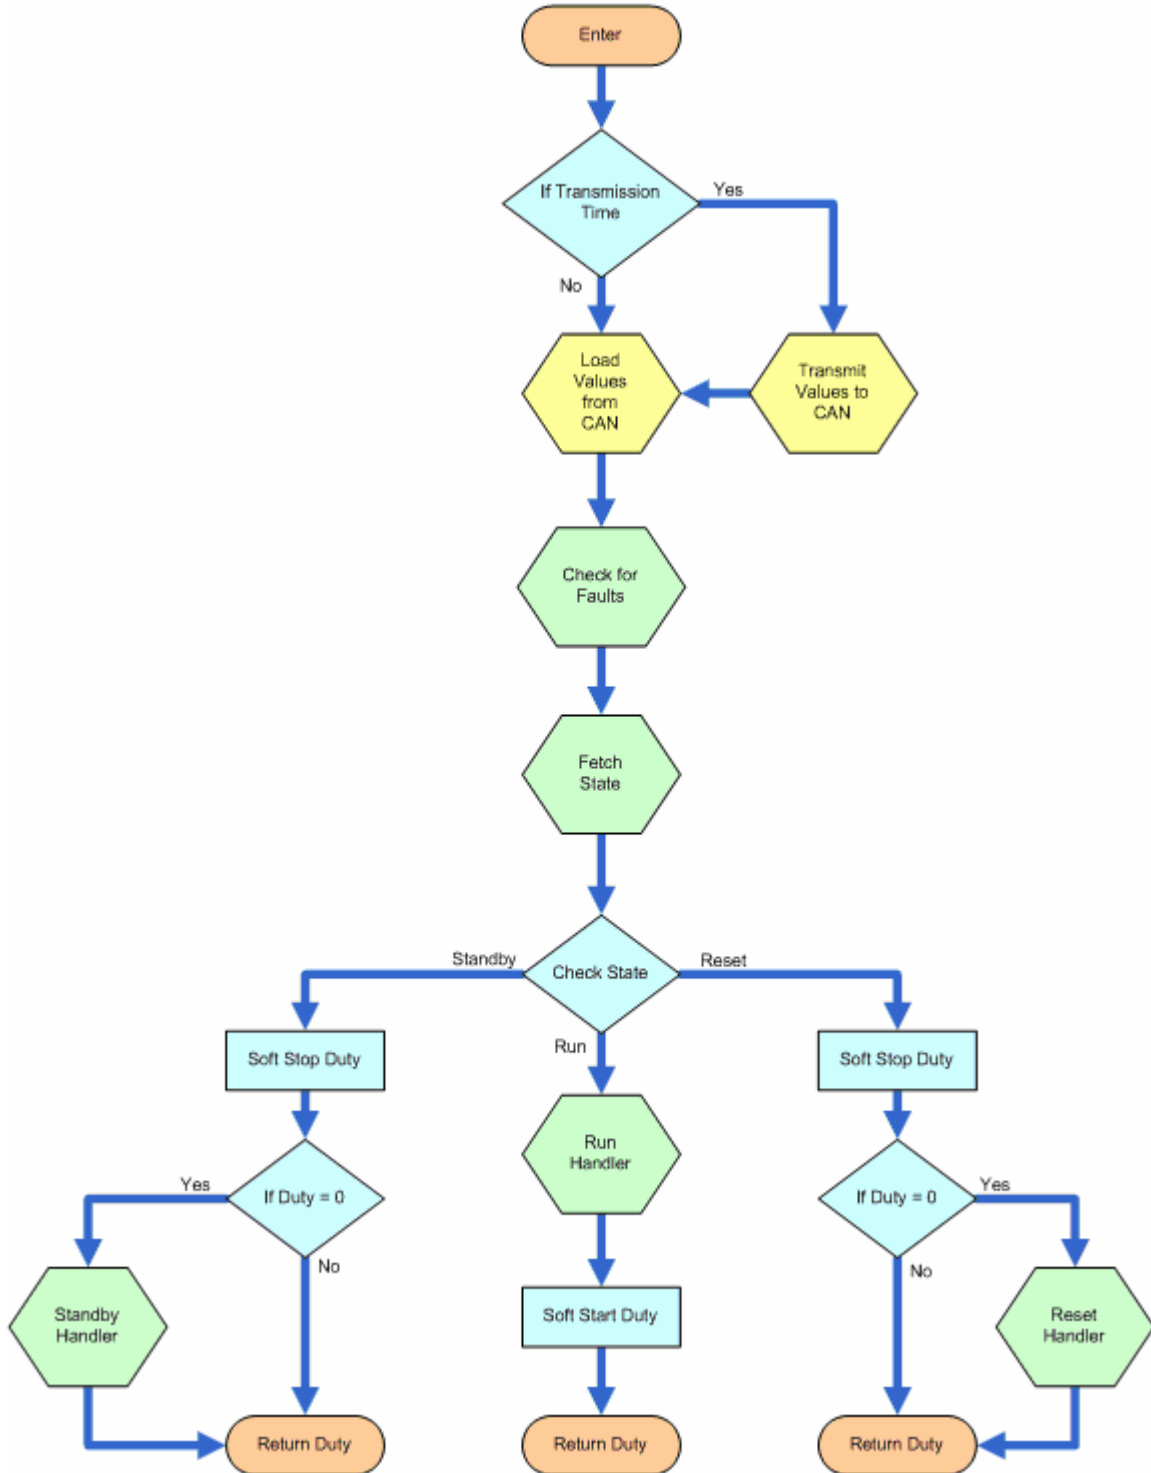 Enter
If Transmission
Time
Yes
No
Load
Values
from
CAN
Transmit
Values to
CAN
Check for
Faults
Fetch
State
Standby
Check State
Reset
Soft Stop Duty
Run
Soft Stop Duty
Yes
If Duty = 0
No
Run
Handler
If Duty = 0
Yes
No
Standby
Handler
Soft Start Duty
Reset
Handler
Return Duty
Return Duty
Return Duty